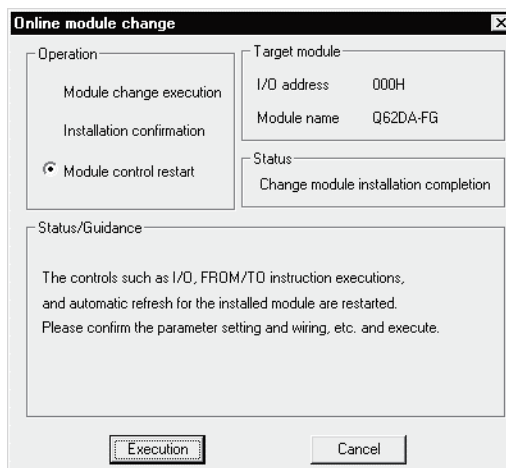 Online module change
Operation
Module change execution
Installation confirmation
Module control restart
Target module
I/O address 000H
Module name Q62DA-FG
Status
Change module installation completion
Status/Guidance
The controls such as I/O, FROM/TO instruction executions,
and automatic refresh for the installed module are restarted.
Please confirm the parameter setting and wiring, etc. and execute.
Execution
Cancel